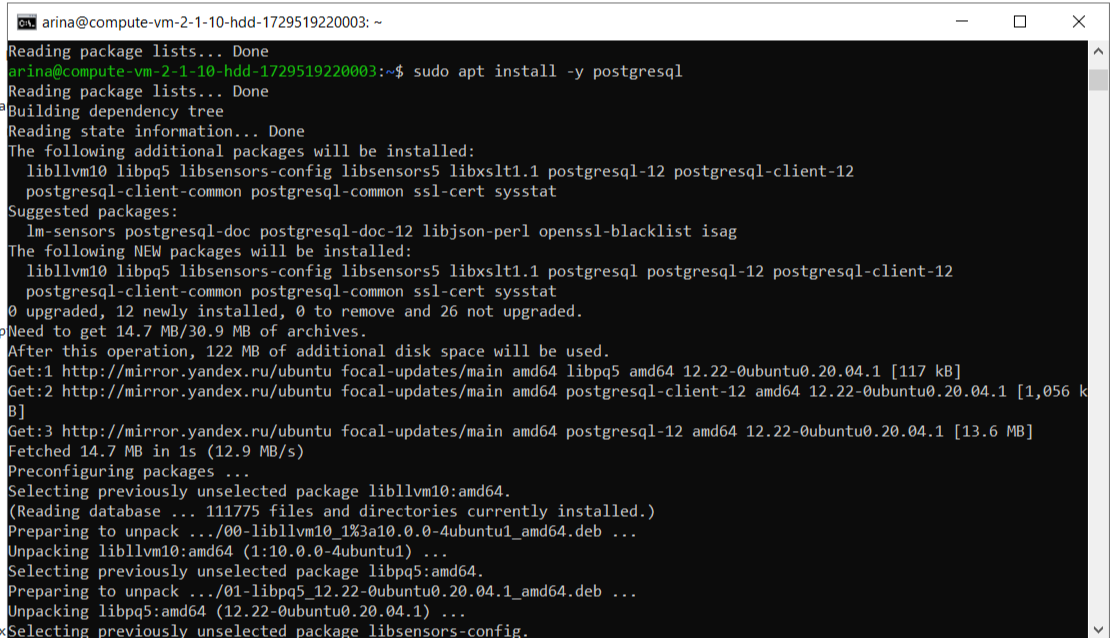 arina@compute-vm-2-1-10-hdd-1729519220003: ~
Reading package lists... Done
arina@compute-vm-2-1-10-hdd-1729519220003:~$ sudo apt install -y postgresql
Reading package lists... Done
Building dependency tree
Reading state information... Done
The following additional packages will be installed:
  libllvm10 libpq5 libsensors-config libsensors5 libxslt1.1 postgresql-12 postgresql-client-12
  postgresql-client-common postgresql-common ssl-cert sysstat
Suggested packages:
  lm-sensors postgresql-doc postgresql-doc-12 libjson-perl openssl-blacklist isag
The following NEW packages will be installed:
  libllvm10 libpq5 libsensors-config libsensors5 libxslt1.1 postgresql postgresql-12 postgresql-client-12
  postgresql-client-common postgresql-common ssl-cert sysstat
0 upgraded, 12 newly installed, 0 to remove and 26 not upgraded.
Need to get 14.7 MB/30.9 MB of archives.
After this operation, 122 MB of additional disk space will be used.
Get:1 http://mirror.yandex.ru/ubuntu focal-updates/main amd64 libpq5 amd64 12.22-0ubuntu0.20.04.1 [117 kB]
Get:2 http://mirror.yandex.ru/ubuntu focal-updates/main amd64 postgresql-client-12 amd64 12.22-0ubuntu0.20.04.1 [1,056 k
B]
Get:3 http://mirror.yandex.ru/ubuntu focal-updates/main amd64 postgresql-12 amd64 12.22-0ubuntu0.20.04.1 [13.6 MB]
Fetched 14.7 MB in 1s (12.9 MB/s)
Preconfiguring packages ...
Selecting previously unselected package libllvm10:amd64.
(Reading database ... 111775 files and directories currently installed.)
Preparing to unpack .../00-libllvm10_1%3a10.0.0-4ubuntu1_amd64.deb ...
Unpacking libllvm10:amd64 (1:10.0.0-4ubuntu1) ...
Selecting previously unselected package libpq5:amd64.
Preparing to unpack .../01-libpq5_12.22-0ubuntu0.20.04.1_amd64.deb ...
Unpacking libpq5:amd64 (12.22-0ubuntu0.20.04.1) ...
Selecting previously unselected package libsensors-config.